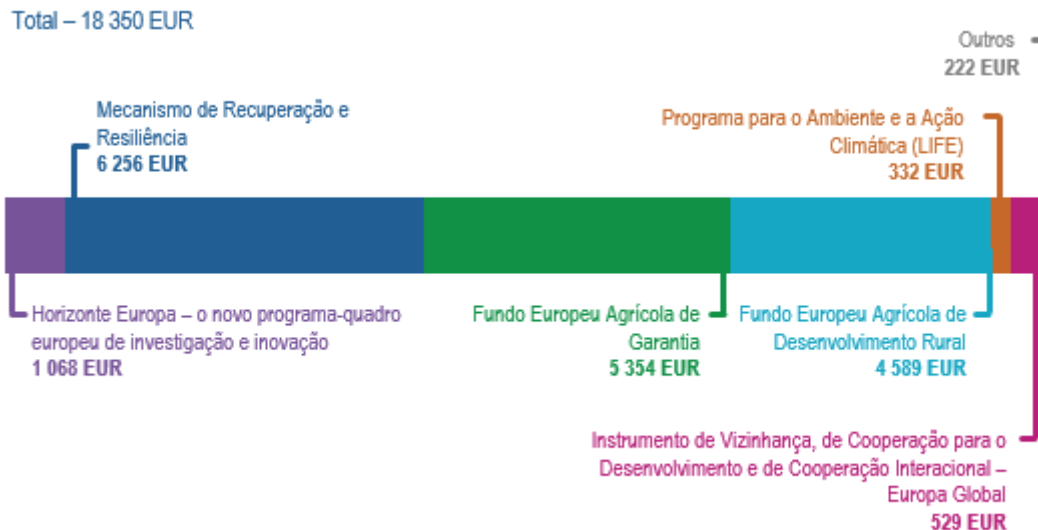 Total – 18 350 EUR
Outros
222 EUR
Mecanismo de Recuperação e
Resiliência
6 256 EUR
Programa para o Ambiente e a Ação
Climática (LIFE)
332 EUR
Horizonte Europa – o novo programa-quadro
europeu de investigação e inovação
1 068 EUR
Fundo Europeu Agrícola de
Garantia
5 354 EUR
Fundo Europeu Agrícola de
Desenvolvimento Rural
4 589 EUR
Instrumento de Vizinhança, de Cooperação para o
Desenvolvimento e de Cooperação Interacional –
Europa Global
529 EUR